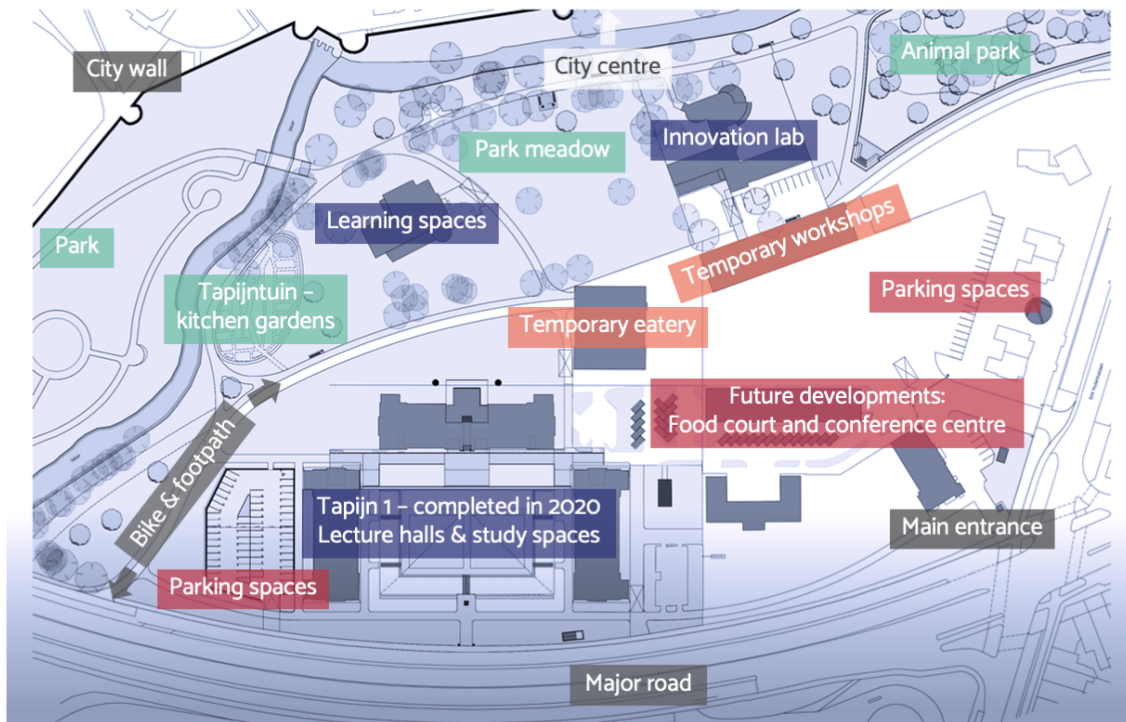 City wall
City centre
Animal park
Park meadow
Innovation lab
Learning spaces
Park
Temporary workshops
Tapijntuin –
kitchen gardens
Parking spaces
Temporary eatery
Future developments:
Food court and conference centre
Bike & footpath
Tapijn 1 – completed in 2020
Lecture halls & study spaces
Main entrance
Parking spaces
Major road